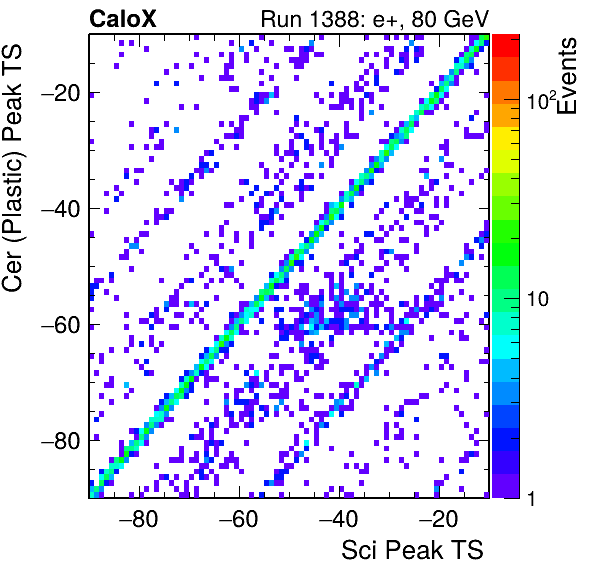 CaloX Run 1388: e+, 80 GeV
Cer (Plastic) Peak TS
−20
−40
−60
−80
−80 −60 −40 −20
Sci Peak TS
Events
10²
10
1